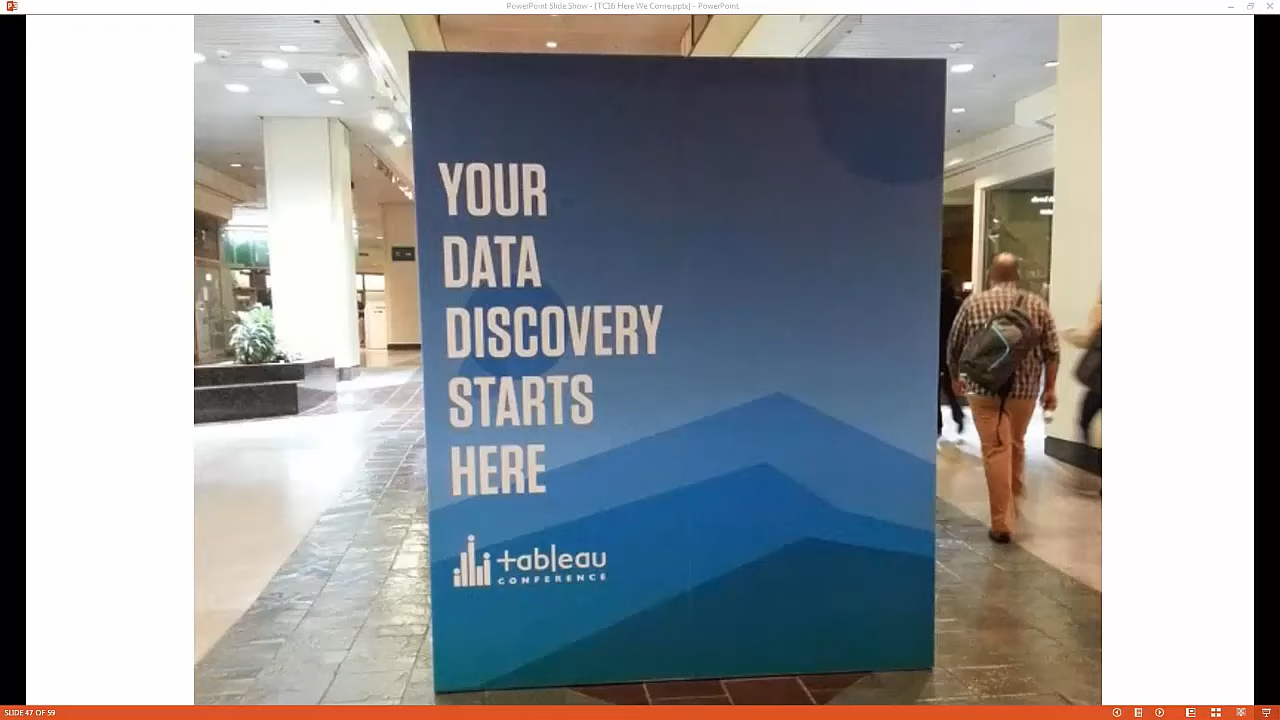 PowerPoint Slide Show - [TC16 Here We Come.pptx] - PowerPoint
YOUR
DATA
DISCOVERY
STARTS
HERE
+ableau
CONFERENCE
SLIDE 47 OF 59